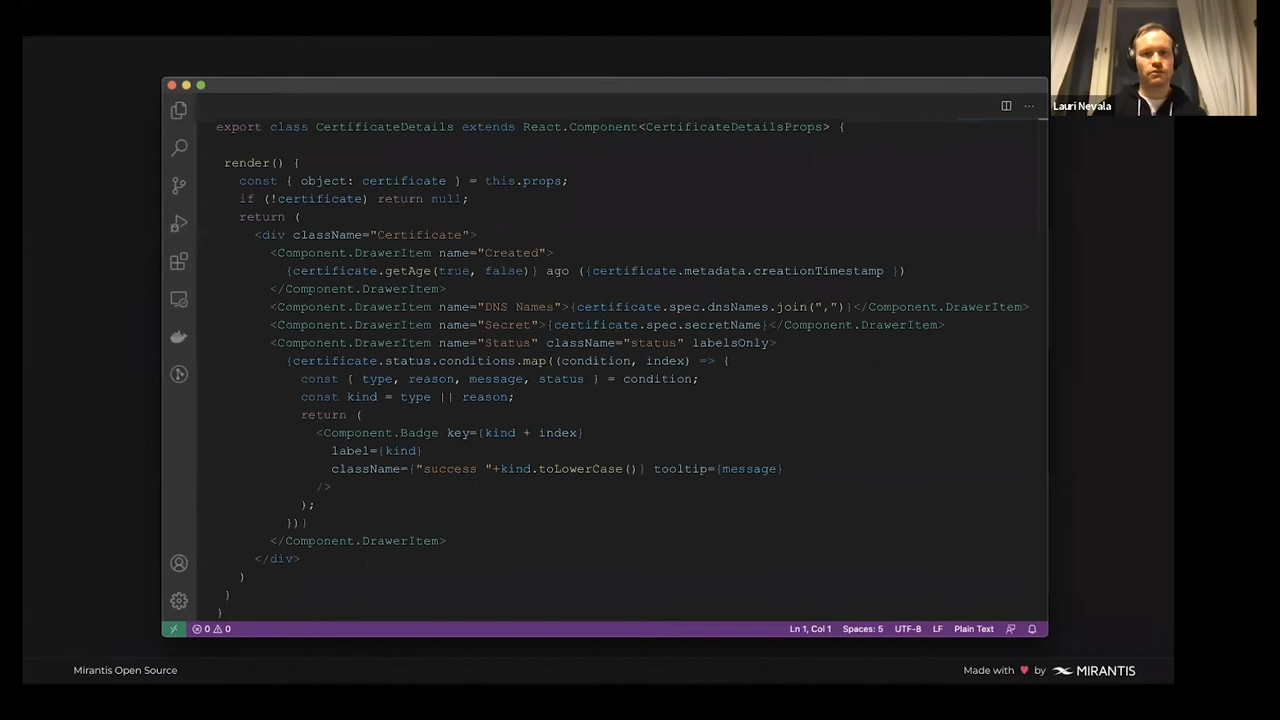 Lauri Nevala
export class CertificateDetails extends React.Component<CertificateDetailsProps> {
render() {
const { object: certificate } = this.props;
if (!certificate) return null;
return (
<div className="Certificate">
<Component.DrawerItem name="Created">
{certificate.getAge(true, false)} ago ({certificate.metadata.creationTimestamp })
</Component.DrawerItem>
<Component.DrawerItem name="DNS Names">{certificate.spec.dnsNames.join(",")}</Component.DrawerItem>
<Component.DrawerItem name="Secret">{certificate.spec.secretName}</Component.DrawerItem>
<Component.DrawerItem name="Status" className="status" labelsOnly>
{certificate.status.conditions.map((condition, index) => {
const { type, reason, message, status } = condition;
const kind = type || reason;
return (
<Component.Badge key={kind + index}
label={kind}
className={"success "+kind.toLowerCase()} tooltip={message}
/>
);
})}
</Component.DrawerItem>
</div>
)
}
}
0 0 Ln 1, Col 1 Spaces: 5 UTF-8 LF Plain Text
Mirantis Open Source Made with ♥ by MIRANTIS